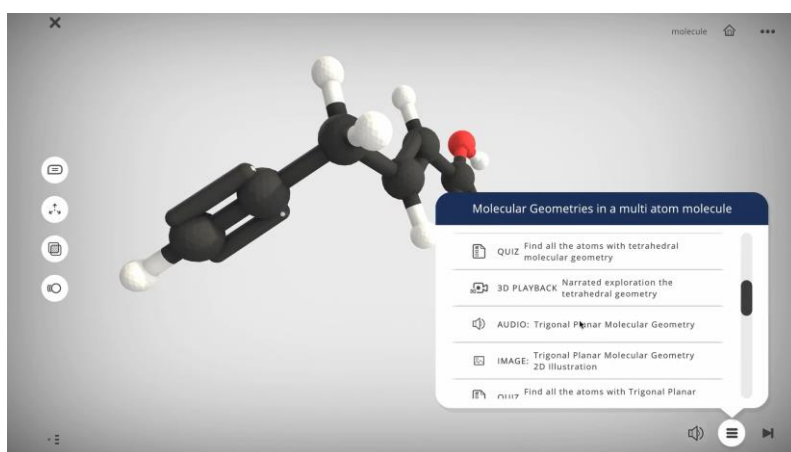 molecule
Molecular Geometries in a multi atom molecule
QUIZ Find all the atoms with tetrahedral
molecular geometry
3D PLAYBACK Narrated exploration the
tetrahedral geometry
AUDIO: Trigonal Planar Molecular Geometry
IMAGE: Trigonal Planar Molecular Geometry
2D Illustration
QUIZ Find all the atoms with Trigonal Planar